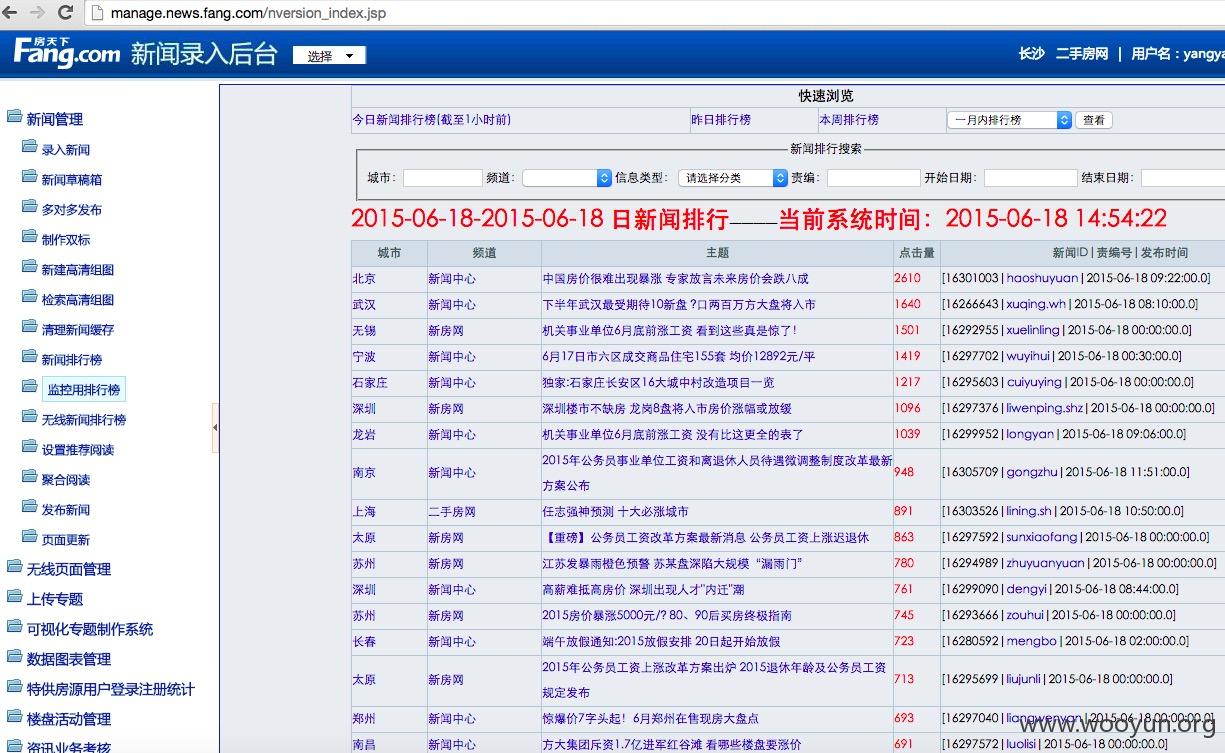 manage.news.fang.com/nversion_index.jsp
房天下
Fang.com 新闻录入后台 选择
长沙 二手房网 | 用户名：yangya
新闻管理
录入新闻
新闻草稿箱
多对多发布
制作双标
新建高清组图
检索高清组图
清理新闻缓存
新闻排行榜
监控用排行榜
无线新闻排行榜
设置推荐阅读
聚合阅读
发布新闻
页面更新
无线页面管理
上传专题
可视化专题制作系统
数据图表管理
特供房源用户登录注册统计
楼盘活动管理
资讯业务考核
快速浏览
今日新闻排行榜(截至1小时前) 昨日排行榜 本周排行榜 一月内排行榜 查看
新闻排行搜索
城市： 频道： 信息类型： 请选择分类 责编： 开始日期： 结束日期：
2015-06-18-2015-06-18 日新闻排行____当前系统时间：2015-06-18 14:54:22
城市 频道 主题 点击量 新闻ID | 责编号 | 发布时间
北京 新闻中心 中国房价很难出现暴涨 专家放言未来房价会跌八成 2610 [16301003 | haoshuyuan | 2015-06-18 09:22:00.0]
武汉 新闻中心 下半年武汉最受期待10新盘 ?口两百万方大盘将入市 1640 [16266643 | xuqing.wh | 2015-06-18 08:10:00.0]
无锡 新房网 机关事业单位6月底前涨工资 看到这些真是惊了! 1501 [16292955 | xuelinling | 2015-06-18 00:00:00.0]
宁波 新闻中心 6月17日市六区成交商品住宅155套 均价12892元/平 1419 [16297702 | wuyihui | 2015-06-18 00:30:00.0]
石家庄 新闻中心 独家:石家庄长安区16大城中村改造项目一览 1217 [16295603 | cuiyuying | 2015-06-18 00:00:00.0]
深圳 新房网 深圳楼市不缺房 龙岗8盘将入市房价涨幅或放缓 1096 [16297376 | liwenping.shz | 2015-06-18 00:00:00.0]
龙岩 新闻中心 机关事业单位6月底前涨工资 没有比这更全的表了 1039 [16299952 | longyan | 2015-06-18 09:06:00.0]
南京 新闻中心 2015年公务员事业单位工资和离退休人员待遇微调整制度改革最新方案公布 948 [16305709 | gongzhu | 2015-06-18 11:51:00.0]
上海 二手房网 任志强神预测 十大必涨城市 891 [16303526 | lining.sh | 2015-06-18 10:50:00.0]
太原 新房网 【重磅】公务员工资改革方案最新消息 公务员工资上涨迟退休 863 [16297592 | sunxiaofang | 2015-06-18 00:00:00.0]
苏州 新房网 江苏发暴雨橙色预警 苏某盘深陷大规模“漏雨门” 780 [16294989 | zhuyuanyuan | 2015-06-18 00:00:00.0]
深圳 新闻中心 高薪难抵高房价 深圳出现人才"内迁"潮 761 [16299090 | dengyi | 2015-06-18 08:44:00.0]
苏州 新房网 2015房价暴涨5000元/? 80、90后买房终极指南 745 [16293666 | zouhui | 2015-06-18 00:00:00.0]
长春 新闻中心 端午放假通知:2015放假安排 20日起开始放假 723 [16280592 | mengbo | 2015-06-18 02:00:00.0]
太原 新房网 2015年公务员工资上涨改革方案出炉 2015退休年龄及公务员工资规定发布 713 [16295699 | liujunli | 2015-06-18 00:00:00.0]
郑州 新闻中心 惊爆价7字头起！6月郑州在售现房大盘点 693 [16297040 | liangwenyan | 2015-06-18 00:00:00.0]
南昌 新闻中心 方大集团斥资1.7亿进军红谷滩 看哪些楼盘要涨价 691 [16297572 | luolisi | 2015-06-18 00:00:00.0]
www.wooyun.org